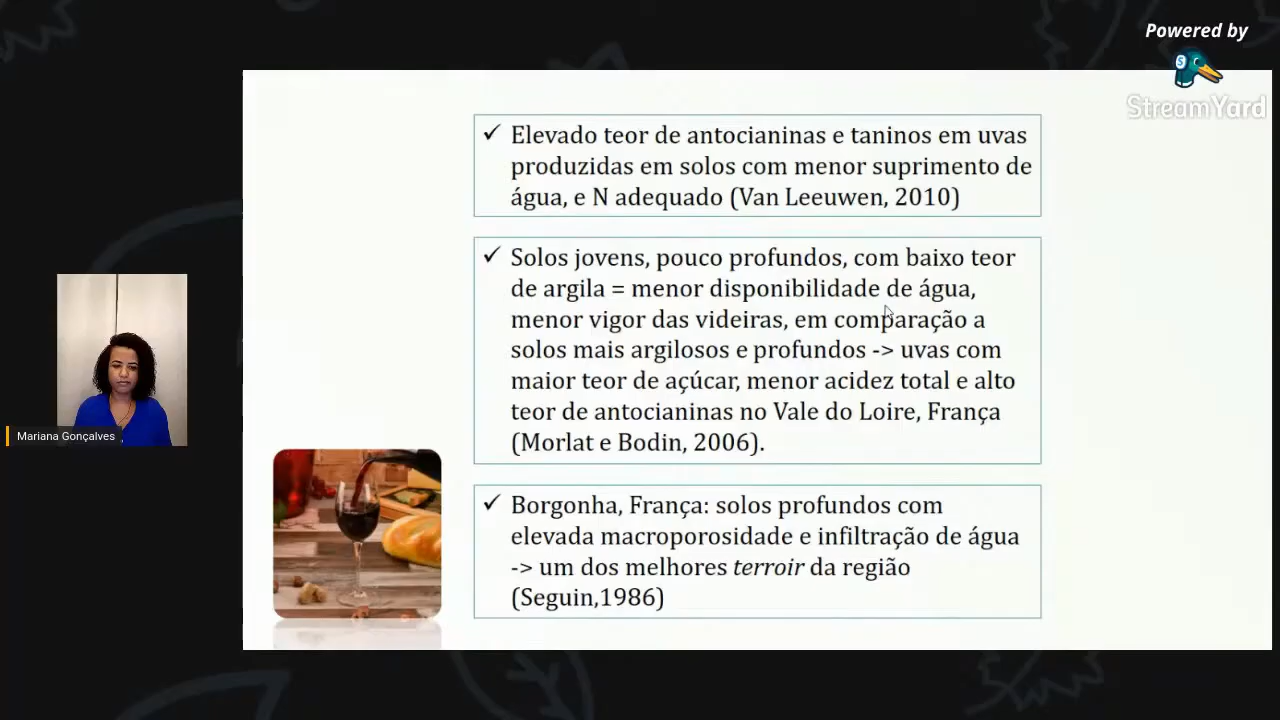 Powered by
StreamYard
✓ Elevado teor de antocianinas e taninos em uvas
produzidas em solos com menor suprimento de
água, e N adequado (Van Leeuwen, 2010)
✓ Solos jovens, pouco profundos, com baixo teor
de argila = menor disponibilidade de água,
menor vigor das videiras, em comparação a
solos mais argilosos e profundos -> uvas com
maior teor de açúcar, menor acidez total e alto
teor de antocianinas no Vale do Loire, França
(Morlat e Bodin, 2006).
✓ Borgonha, França: solos profundos com
elevada macroporosidade e infiltração de água
-> um dos melhores terroir da região
(Seguin,1986)
Mariana Gonçalves